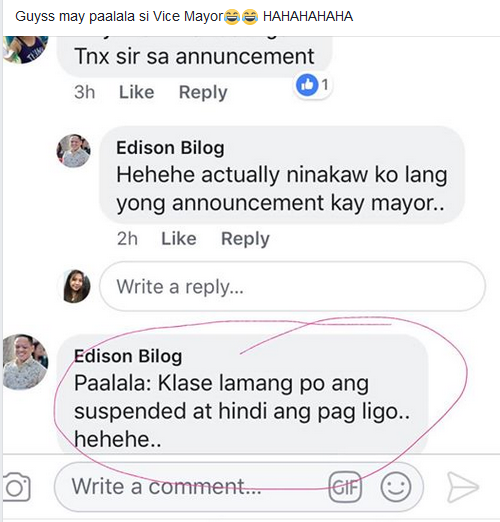 Guyss may paalala si Vice Mayor😂😂 HAHAHAHAHA
Tnx sir sa annuncement
3h Like Reply 1
Edison Bilog
Hehehe actually ninakaw ko lang
yong announcement kay mayor..
2h Like Reply
Write a reply...
Edison Bilog
Paalala: Klase lamang po ang
suspended at hindi ang pag ligo..
hehehe..
Write a comment... GIF